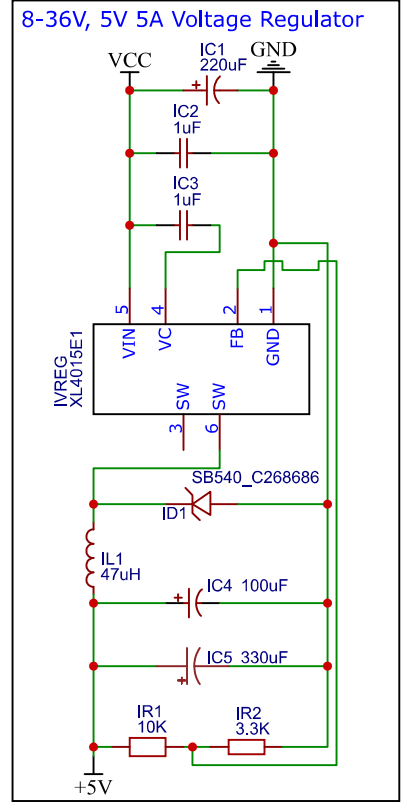 8-36V, 5V 5A Voltage Regulator
VCC
IC1
220uF
GND
IC2
1uF
IC3
1uF
5
4
2
1
VIN
VC
FB
GND
IVREG
XL4015E1
SW
SW
3
6
SB540_C268686
ID1
IL1
47uH
IC4 100uF
IC5 330uF
IR1
10K
IR2
3.3K
+5V